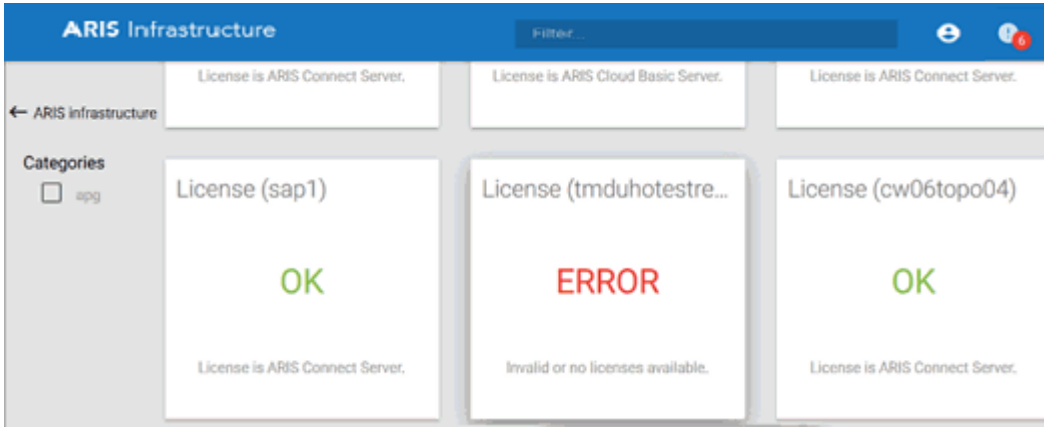 ARIS Infrastructure
Filter...
6
License is ARIS Connect Server.
License is ARIS Cloud Basic Server.
License is ARIS Connect Server.
← ARIS infrastructure
Categories
apg
License (sap1)
OK
License is ARIS Connect Server.
License (tmduhotestre...
ERROR
Invalid or no licenses available.
License (cw06topo04)
OK
License is ARIS Connect Server.